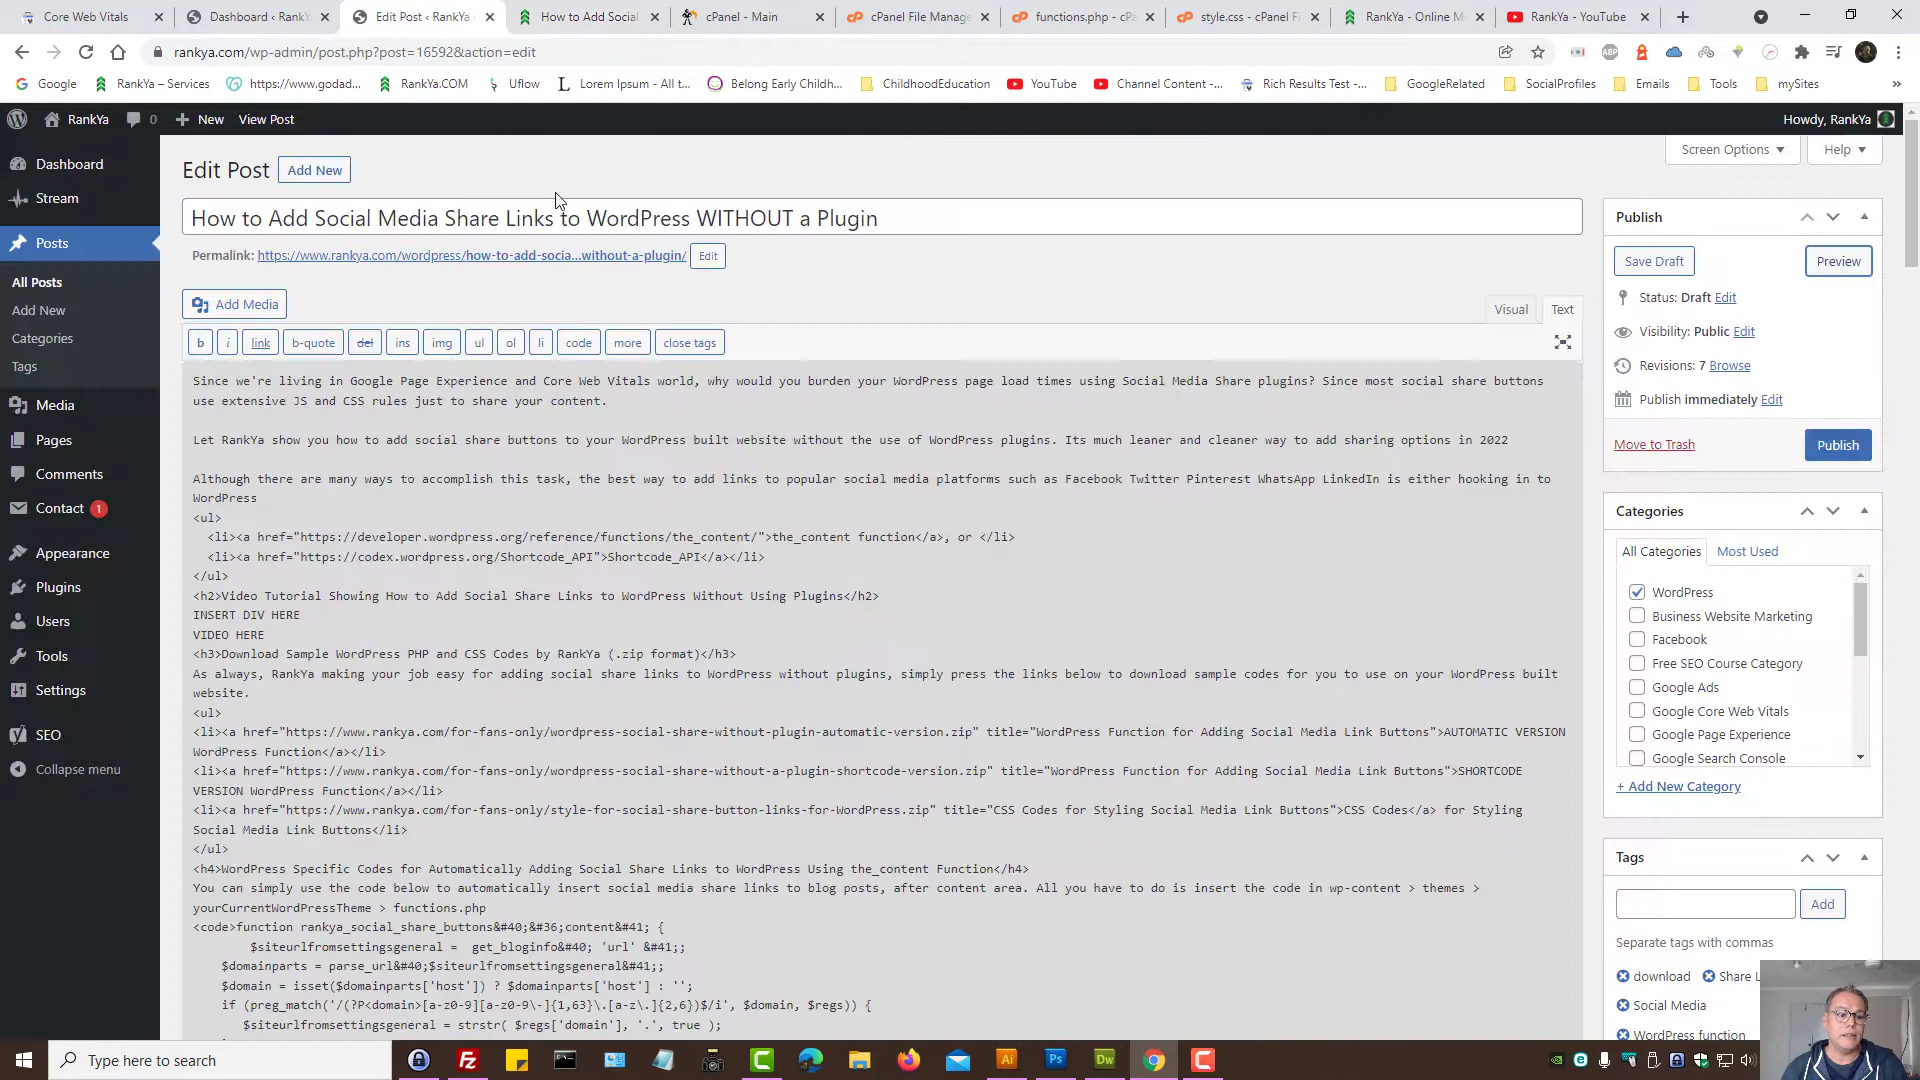 Core Web Vitals
Dashboard ‹ RankY
Edit Post ‹ RankYa
How to Add Social
cPanel - Main
cPanel File Manage
functions.php - cPa
style.css - cPanel F
RankYa - Online M
RankYa - YouTube
rankya.com/wp-admin/post.php?post=16592&action=edit
Google
RankYa – Services
https://www.godad...
RankYa.COM
Uflow
Lorem Ipsum - All t...
Belong Early Childh...
ChildhoodEducation
YouTube
Channel Content -...
Rich Results Test -...
GoogleRelated
SocialProfiles
Emails
Tools
mySites
RankYa
0
New
View Post
Howdy, RankYa
Dashboard
Stream
Posts
All Posts
Add New
Categories
Tags
Media
Pages
Comments
Contact 1
Appearance
Plugins
Users
Tools
Settings
SEO
Collapse menu
Screen Options
Help
Edit Post
Add New
How to Add Social Media Share Links to WordPress WITHOUT a Plugin
Permalink: https://www.rankya.com/wordpress/how-to-add-socia...without-a-plugin/ Edit
Add Media
Visual
Text
b
i
link
b-quote
del
ins
img
ul
ol
li
code
more
close tags
Since we're living in Google Page Experience and Core Web Vitals world, why would you burden your WordPress page load times using Social Media Share plugins? Since most social share buttons
use extensive JS and CSS rules just to share your content.
Let RankYa show you how to add social share buttons to your WordPress built website without the use of WordPress plugins. Its much leaner and cleaner way to add sharing options in 2022
Although there are many ways to accomplish this task, the best way to add links to popular social media platforms such as Facebook Twitter Pinterest WhatsApp LinkedIn is either hooking in to
WordPress
<ul>
<li><a href="https://developer.wordpress.org/reference/functions/the_content/">the_content function</a>, or </li>
<li><a href="https://codex.wordpress.org/Shortcode_API">Shortcode_API</a></li>
</ul>
<h2>Video Tutorial Showing How to Add Social Share Links to WordPress Without Using Plugins</h2>
INSERT DIV HERE
VIDEO HERE
<h3>Download Sample WordPress PHP and CSS Codes by RankYa (.zip format)</h3>
As always, RankYa making your job easy for adding social share links to WordPress without plugins, simply press the links below to download sample codes for you to use on your WordPress built
website.
<ul>
<li><a href="https://www.rankya.com/for-fans-only/wordpress-social-share-without-plugin-automatic-version.zip" title="WordPress Function for Adding Social Media Link Buttons">AUTOMATIC VERSION
WordPress Function</a></li>
<li><a href="https://www.rankya.com/for-fans-only/wordpress-social-share-without-a-plugin-shortcode-version.zip" title="WordPress Function for Adding Social Media Link Buttons">SHORTCODE
VERSION WordPress Function</a></li>
<li><a href="https://www.rankya.com/for-fans-only/style-for-social-share-button-links-for-WordPress.zip" title="CSS Codes for Styling Social Media Link Buttons">CSS Codes</a> for Styling
Social Media Link Buttons</li>
</ul>
<h4>WordPress Specific Codes for Automatically Adding Social Share Links to WordPress Using the_content Function</h4>
You can simply use the code below to automatically insert social media share links to blog posts, after content area. All you have to do is insert the code in wp-content > themes >
yourCurrentWordPressTheme > functions.php
<code>function rankya_social_share_buttons&#40;&#36;content&#41; {
$siteurlfromsettingsgeneral = get_bloginfo&#40; 'url' &#41;;
$domainparts = parse_url&#40;$siteurlfromsettingsgeneral&#41;;
$domain = isset($domainparts['host']) ? $domainparts['host'] : '';
if (preg_match('/(?P<domain>[a-z0-9][a-z0-9\-]{1,63}\.[a-z\.]{2,6})$/i', $domain, $regs)) {
$siteurlfromsettingsgeneral = strstr( $regs['domain'], '.', true );
Publish
Save Draft
Preview
Status: Draft Edit
Visibility: Public Edit
Revisions: 7 Browse
Publish immediately Edit
Move to Trash
Publish
Categories
All Categories
Most Used
WordPress
Business Website Marketing
Facebook
Free SEO Course Category
Google Ads
Google Core Web Vitals
Google Page Experience
Google Search Console
+ Add New Category
Tags
Add
Separate tags with commas
download
Share L
Social Media
WordPress function
Type here to search
Ai
Ps
Dw